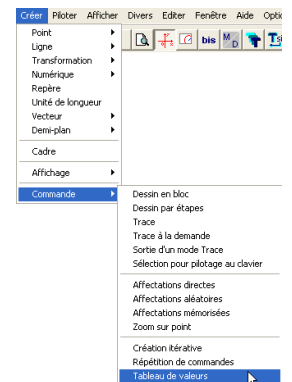 Créer Piloter Afficher Divers Editer Fenêtre Aide
bis
Point
Ligne
Transformation
Numérique
Repère
Unité de longueur
Vecteur
Demi-plan
Cadre
Affichage
Commande
Dessin en bloc
Dessin par étapes
Trace
Trace à la demande
Sortie d'un mode Trace
Sélection pour pilotage au clavier
Affectations directes
Affectations aléatoires
Affectations mémorisées
Zoom sur point
Création itérative
Répétition de commandes
Tableau de valeurs